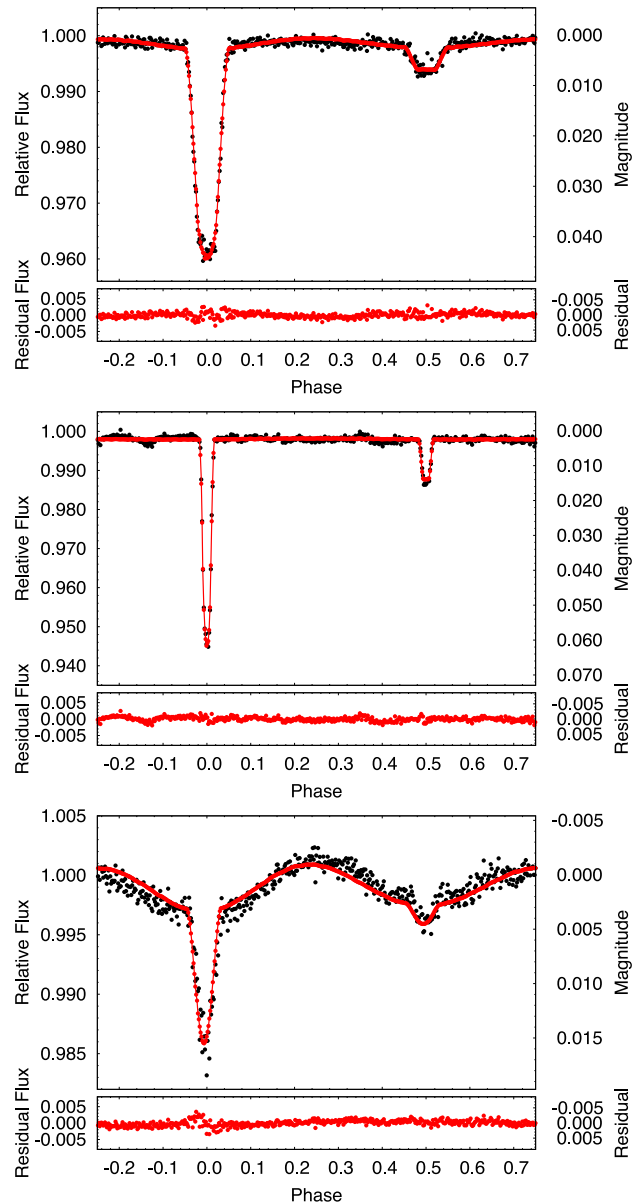 1.000 0.000
0.990 0.010
0.980 0.020
0.970 0.030
0.960 0.040
Relative Flux
Magnitude
0.005 -0.005
0.000 0.000
-0.005 0.005
Residual Flux
Residual
-0.2 -0.1 0.0 0.1 0.2 0.3 0.4 0.5 0.6 0.7
Phase
1.000 0.000
0.990 0.010
0.980 0.020
0.970 0.030
0.960 0.040
0.950 0.050
0.940 0.060
0.070
Relative Flux
Magnitude
0.005 -0.005
0.000 0.000
-0.005 0.005
Residual Flux
Residual
-0.2 -0.1 0.0 0.1 0.2 0.3 0.4 0.5 0.6 0.7
Phase
1.005 -0.005
1.000 0.000
0.995 0.005
0.990 0.010
0.985 0.015
Relative Flux
Magnitude
0.005 -0.005
0.000 0.000
-0.005 0.005
Residual Flux
Residual
-0.2 -0.1 0.0 0.1 0.2 0.3 0.4 0.5 0.6 0.7
Phase